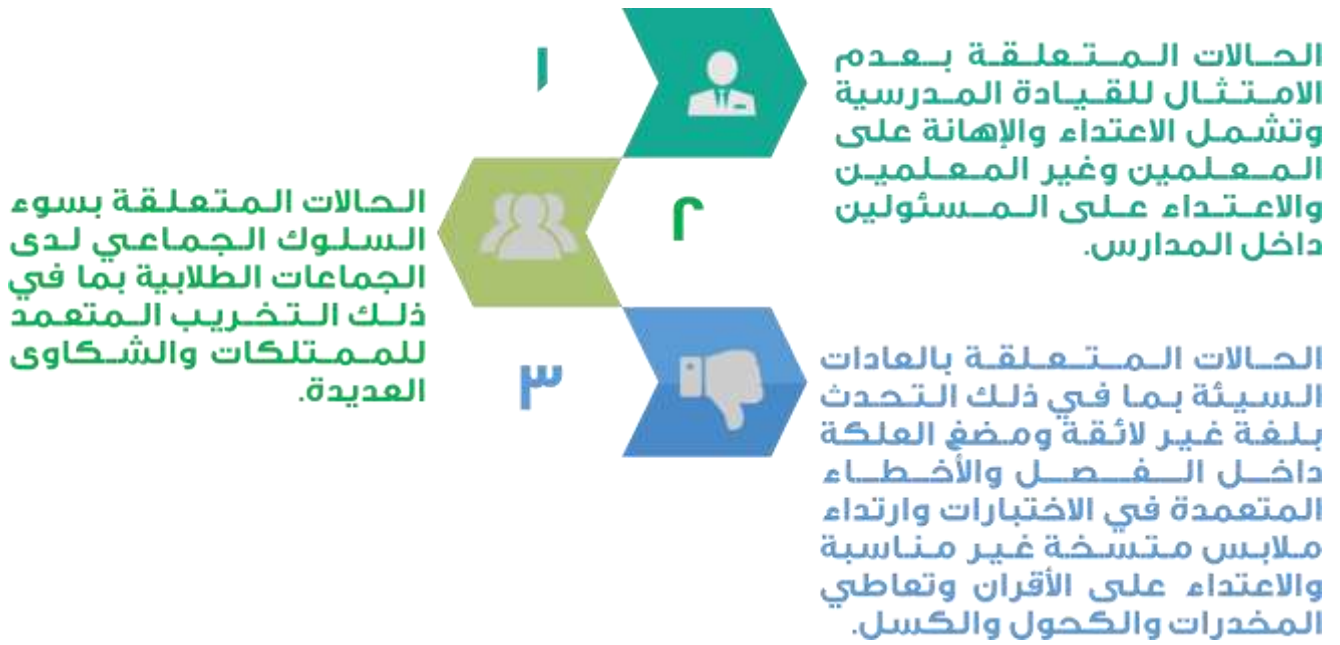 ١
الحالات المتعلقة بعدم
الامتثال للقيادة المدرسية
وتشمل الاعتداء والإهانة على
المعلمين وغير المعلمين
والاعتداء على المسئولين
داخل المدارس.
٢
الحالات المتعلقة بسوء
السلوك الجماعي لدى
الجماعات الطلابية بما في
ذلك التخريب المتعمد
للممتلكات والشكاوى
العديدة.
٣
الحالات المتعلقة بالعادات
السيئة بما في ذلك التحدث
بلغة غير لائقة ومضغ العلكة
داخل الفصل والأخطاء
المتعمدة في الاختبارات وارتداء
ملابس متسخة غير مناسبة
والاعتداء على الأقران وتعاطي
المخدرات والكحول والكسل.